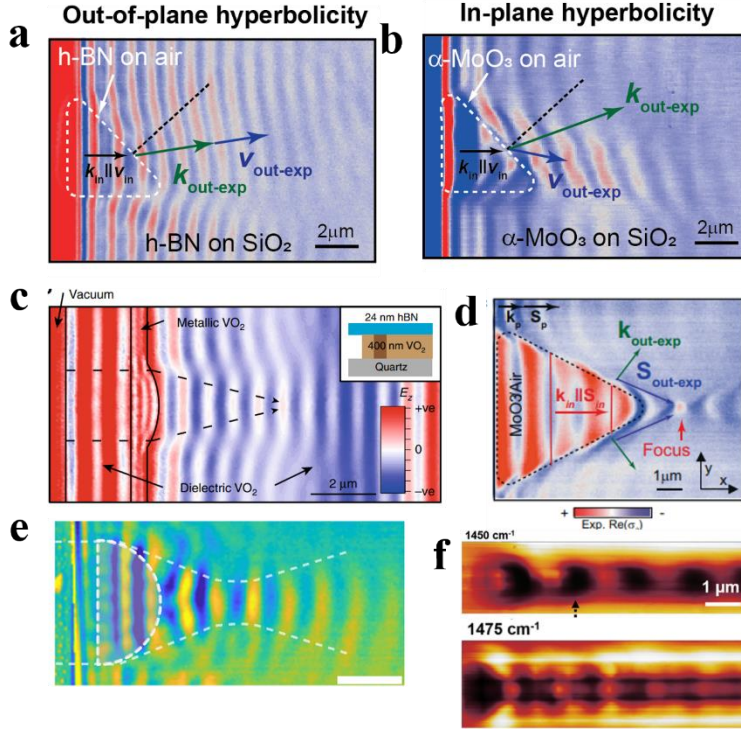 Out-of-plane hyperbolicity
In-plane hyperbolicity
a
h-BN on air
k_in||v_in
k_out-exp
v_out-exp
h-BN on SiO₂
2μm
b
α-MoO₃ on air
k_in||v_in
k_out-exp
v_out-exp
α-MoO₃ on SiO₂
2μm
c
Vacuum
Metallic VO₂
24 nm hBN
400 nm VO₂
Quartz
E_z
+ve
0
-ve
Dielectric VO₂
2 μm
d
k_p
S_p
MoO3/Air
k_in||S_in
k_out-exp
S_out-exp
Focus
1μm
y
x
+
-
Exp. Re(σ₃)
e
f
1450 cm⁻¹
1 μm
1475 cm⁻¹